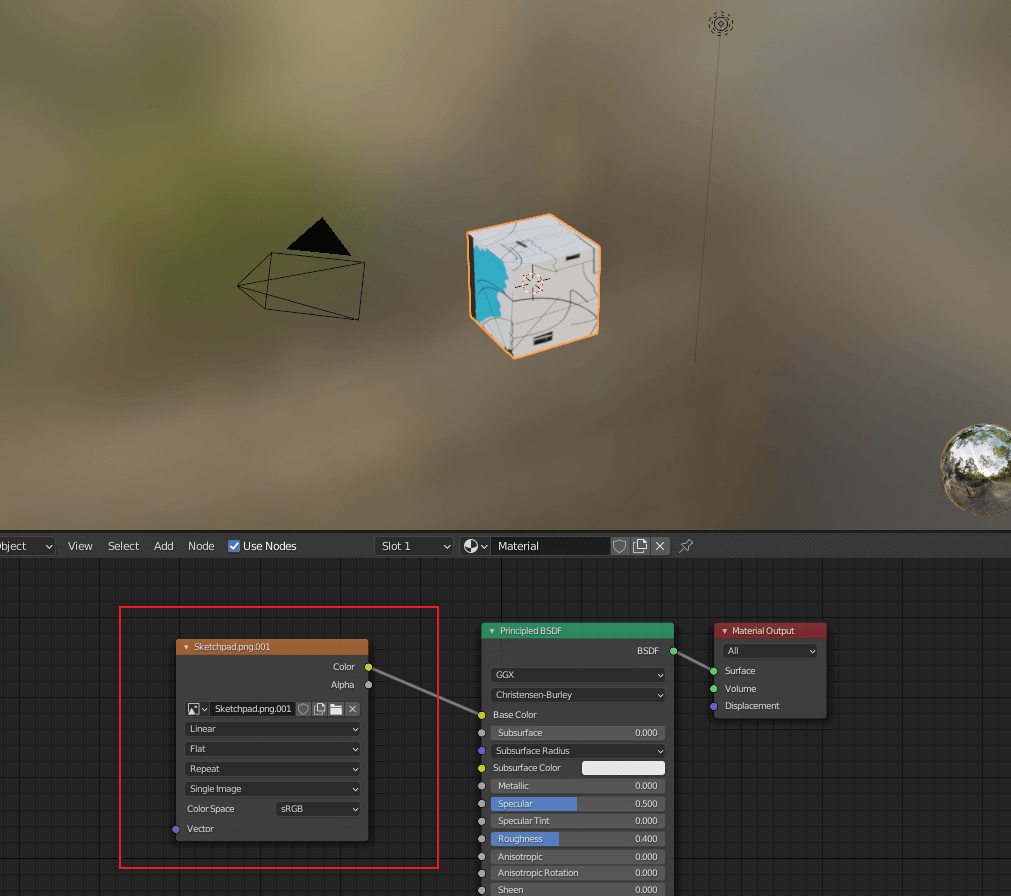 bject View Select Add Node Use Nodes Slot 1 Material
Sketchpad.png.001
Color
Alpha
Sketchpad.png.001
Linear
Flat
Repeat
Single Image
Color Space sRGB
Vector
Principled BSDF
BSDF
GGX
Christensen-Burley
Base Color
Subsurface 0.000
Subsurface Radius
Subsurface Color
Metallic 0.000
Specular 0.500
Specular Tint 0.000
Roughness 0.400
Anisotropic 0.000
Anisotropic Rotation 0.000
Sheen 0.000
Material Output
All
Surface
Volume
Displacement